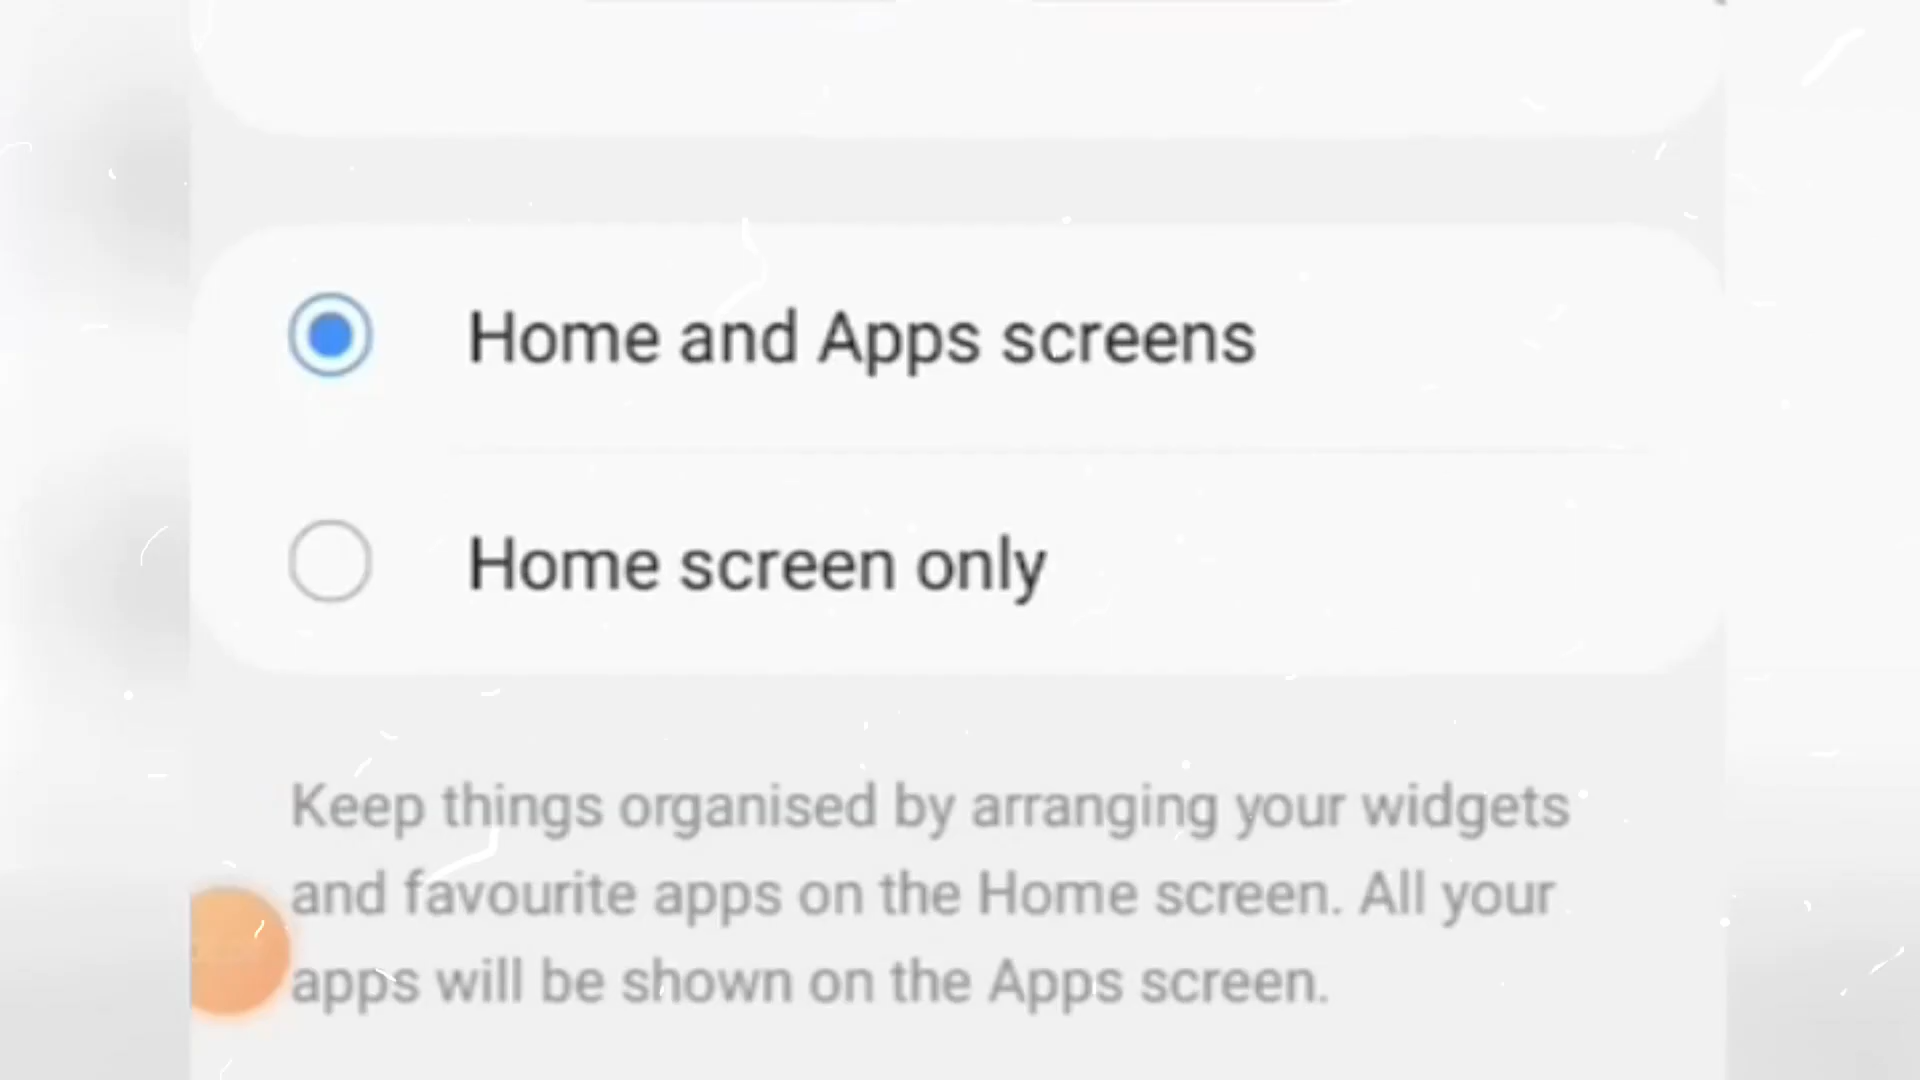 Home and Apps screens
Home screen only
Keep things organised by arranging your widgets
and favourite apps on the Home screen. All your
apps will be shown on the Apps screen.